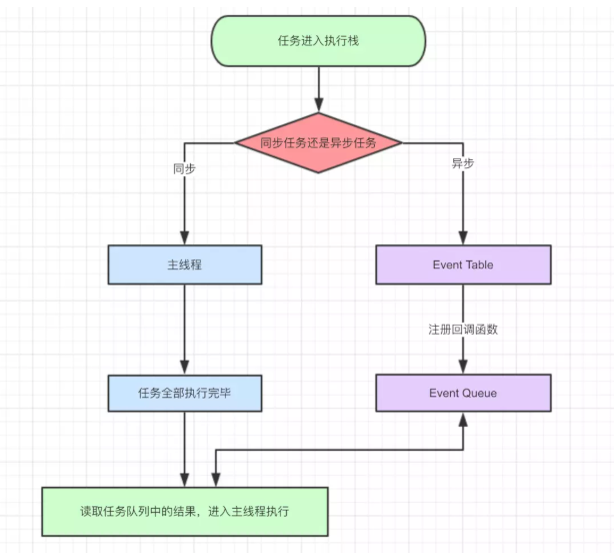 任务进入执行栈
同步任务还是异步任务
同步
异步
主线程
Event Table
注册回调函数
任务全部执行完毕
Event Queue
读取任务队列中的结果，进入主线程执行